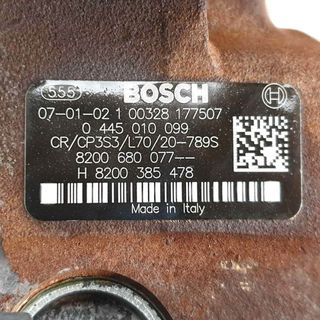 555 BOSCH
07-01-02 1 00328 177507
0 445 010 099
CR/CP3S3/L70/20-789S
8200 680 077--
H 8200 385 478
Made in Italy